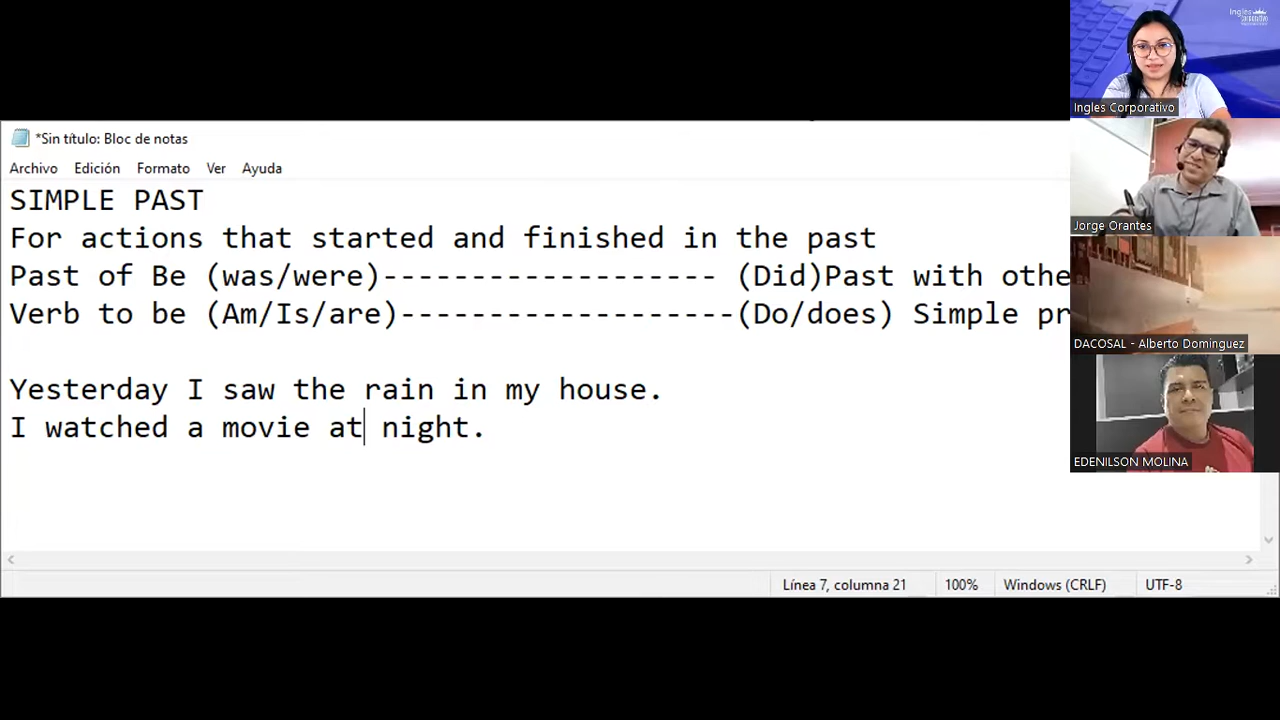 *Sin título: Bloc de notas
Archivo Edición Formato Ver Ayuda
SIMPLE PAST
For actions that started and finished in the past
Past of Be (was/were)------------------- (Did)Past with othe
Verb to be (Am/Is/are)-------------------(Do/does) Simple pr
Yesterday I saw the rain in my house.
I watched a movie at night.
Línea 7, columna 21 100% Windows (CRLF) UTF-8
Ingles Corporativo
Jorge Orantes
DACOSAL - Alberto Domínguez
EDENILSON MOLINA